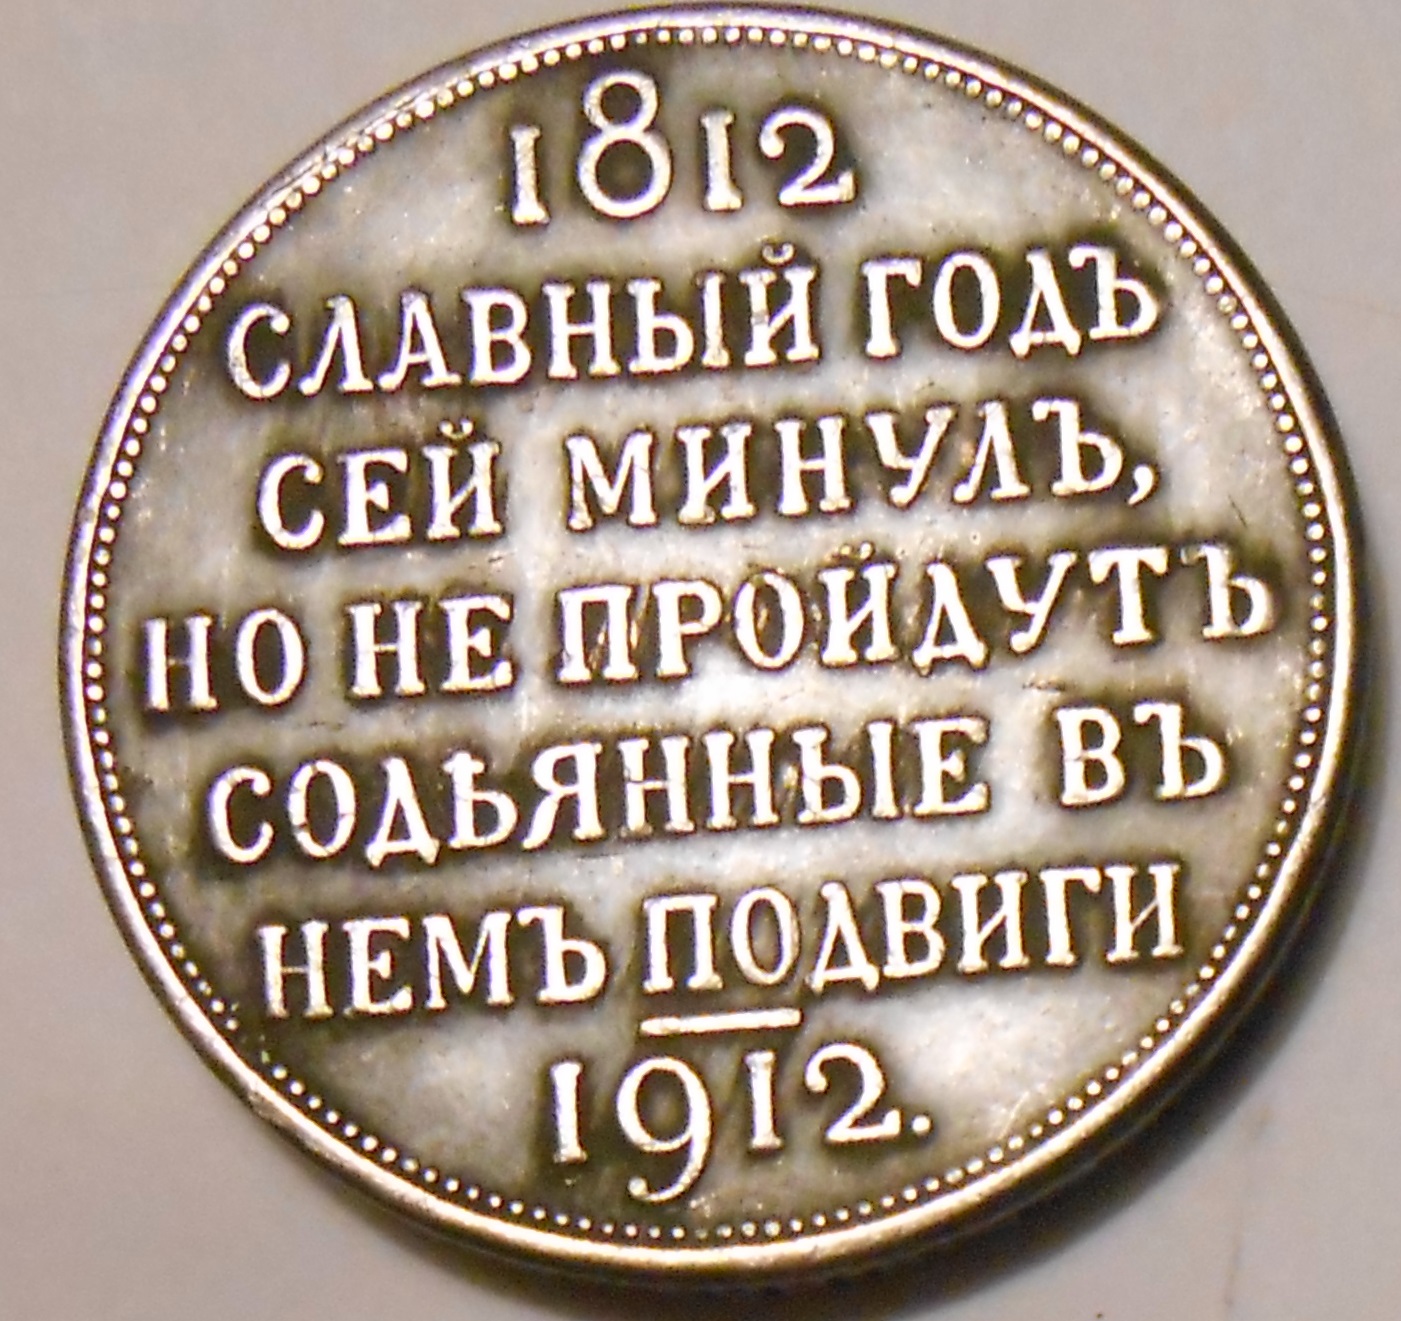 1812
СЛАВНЫЙ ГОДЪ
СЕЙ МИНУЛЪ,
НО НЕ ПРОЙДУТЪ
СОДѢЯННЫЕ ВЪ
НЕМЪ ПОДВИГИ
1912.